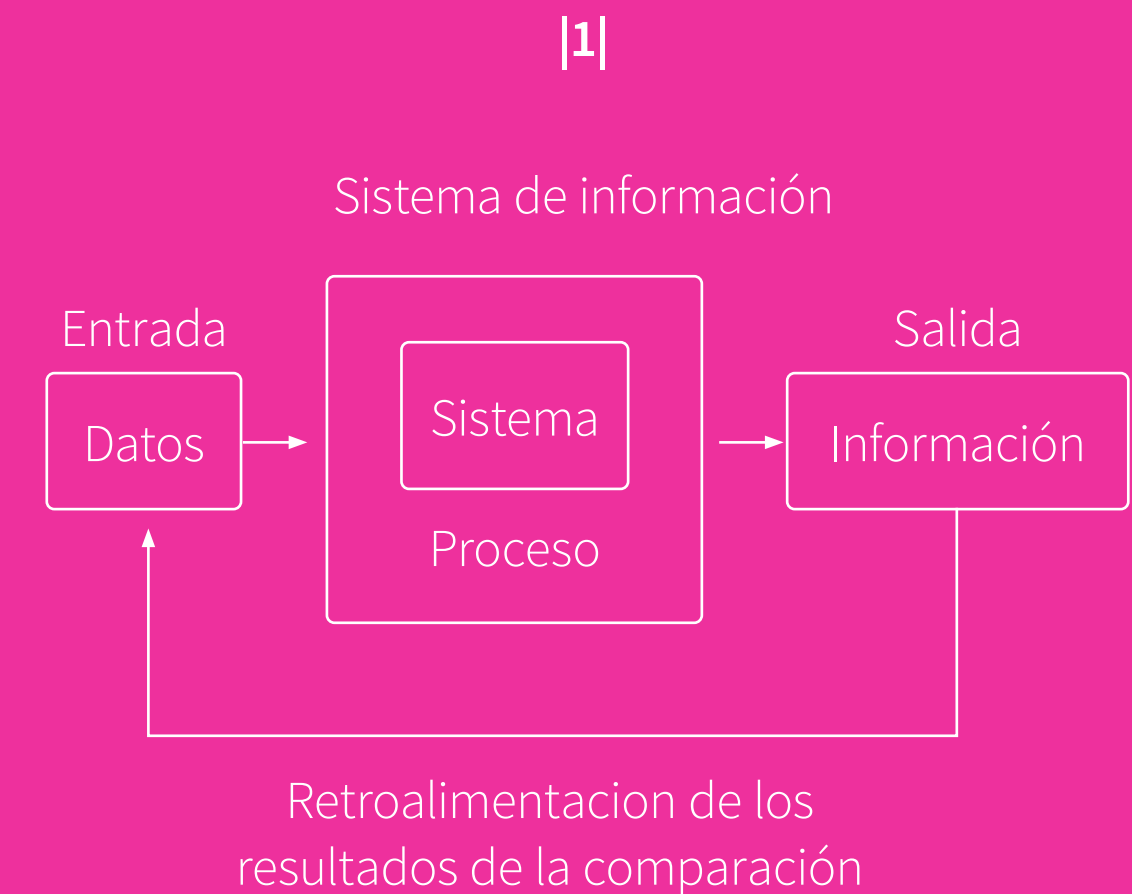 |1|
Sistema de información
Entrada
Salida
Datos
Sistema
Información
Proceso
Retroalimentacion de los
resultados de la comparación